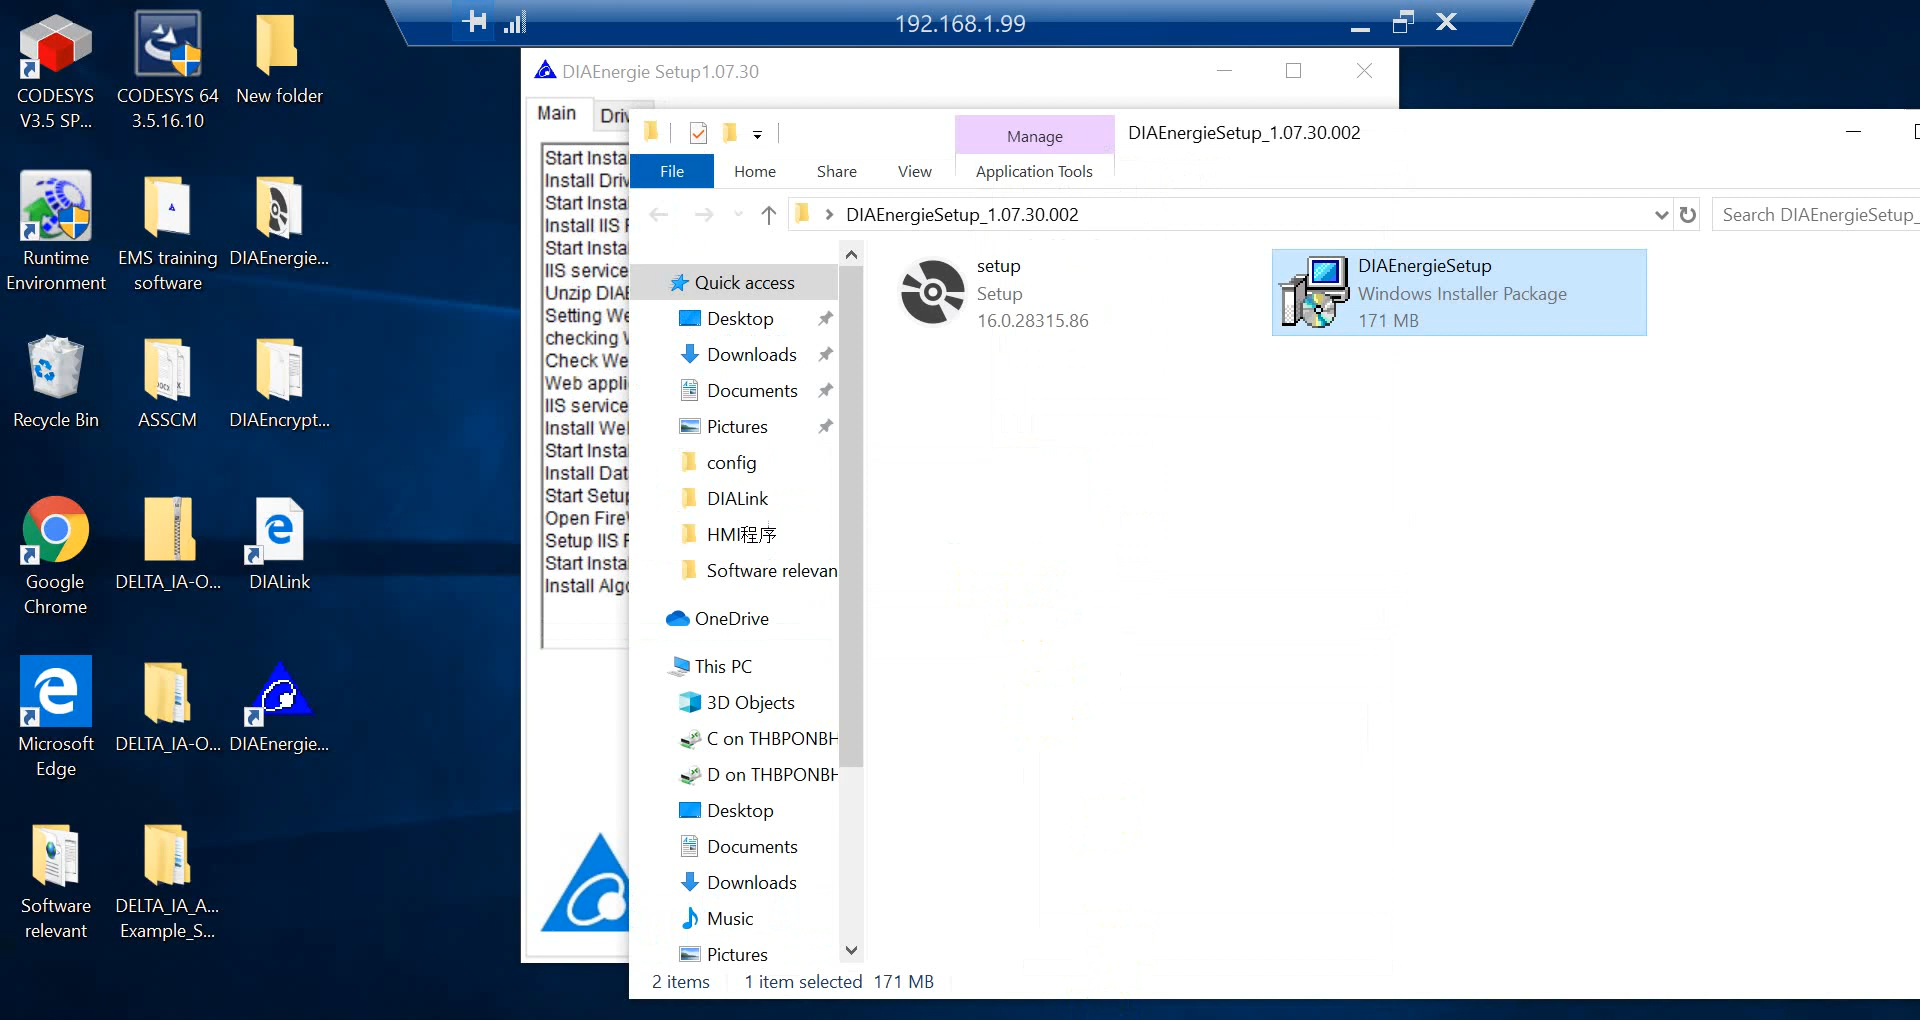 192.168.1.99
CODESYS
V3.5 SP...
CODESYS 64
3.5.16.10
New folder
Runtime
Environment
EMS training
software
DIAEnergie...
Recycle Bin
ASSCM
DIAEncrypt...
Google
Chrome
DELTA_IA-O...
DIALink
Microsoft
Edge
DELTA_IA-O...
DIAEnergie...
Software
relevant
DELTA_IA_A...
Example_S...
DIAEnergie Setup1.07.30
Main
Driv
Start Insta
Install Driv
Start Insta
Install IIS F
Start Insta
IIS service
Unzip DIAE
Setting We
checking W
Check We
Web appli
IIS service
Install We
Start Insta
Install Dat
Start Setup
Open Fire
Setup IIS F
Start Insta
Install Algo
Manage
DIAEnergieSetup_1.07.30.002
File
Home
Share
View
Application Tools
DIAEnergieSetup_1.07.30.002
Search DIAEnergieSetup_
Quick access
Desktop
Downloads
Documents
Pictures
config
DIALink
HMI程序
Software relevan
OneDrive
This PC
3D Objects
C on THBPONBH
D on THBPONBH
Desktop
Documents
Downloads
Music
Pictures
setup
Setup
16.0.28315.86
DIAEnergieSetup
Windows Installer Package
171 MB
2 items
1 item selected 171 MB